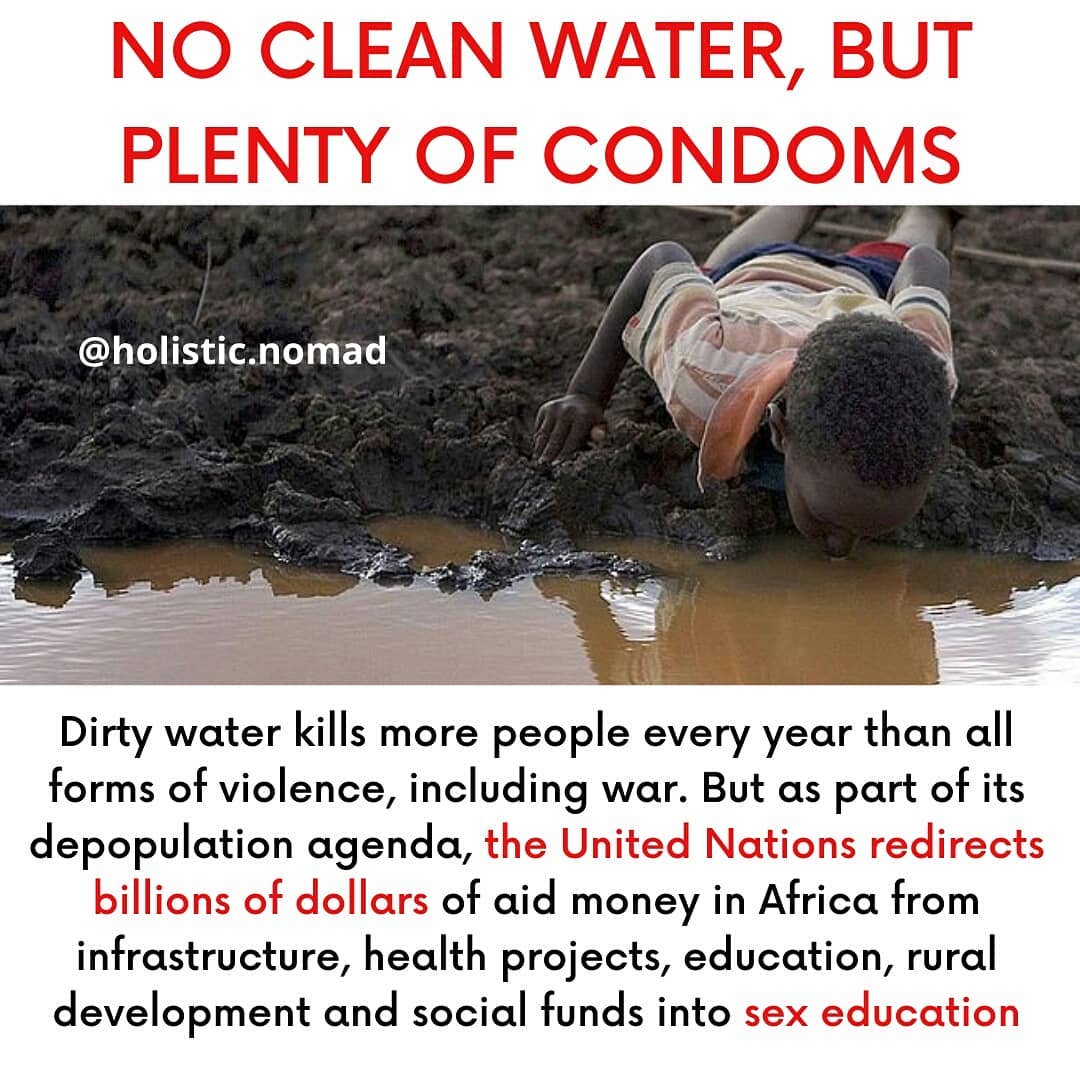 NO CLEAN WATER, BUT
PLENTY OF CONDOMS
@holistic.nomad
Dirty water kills more people every year than all
forms of violence, including war. But as part of its
depopulation agenda, the United Nations redirects
billions of dollars of aid money in Africa from
infrastructure, health projects, education, rural
development and social funds into sex education